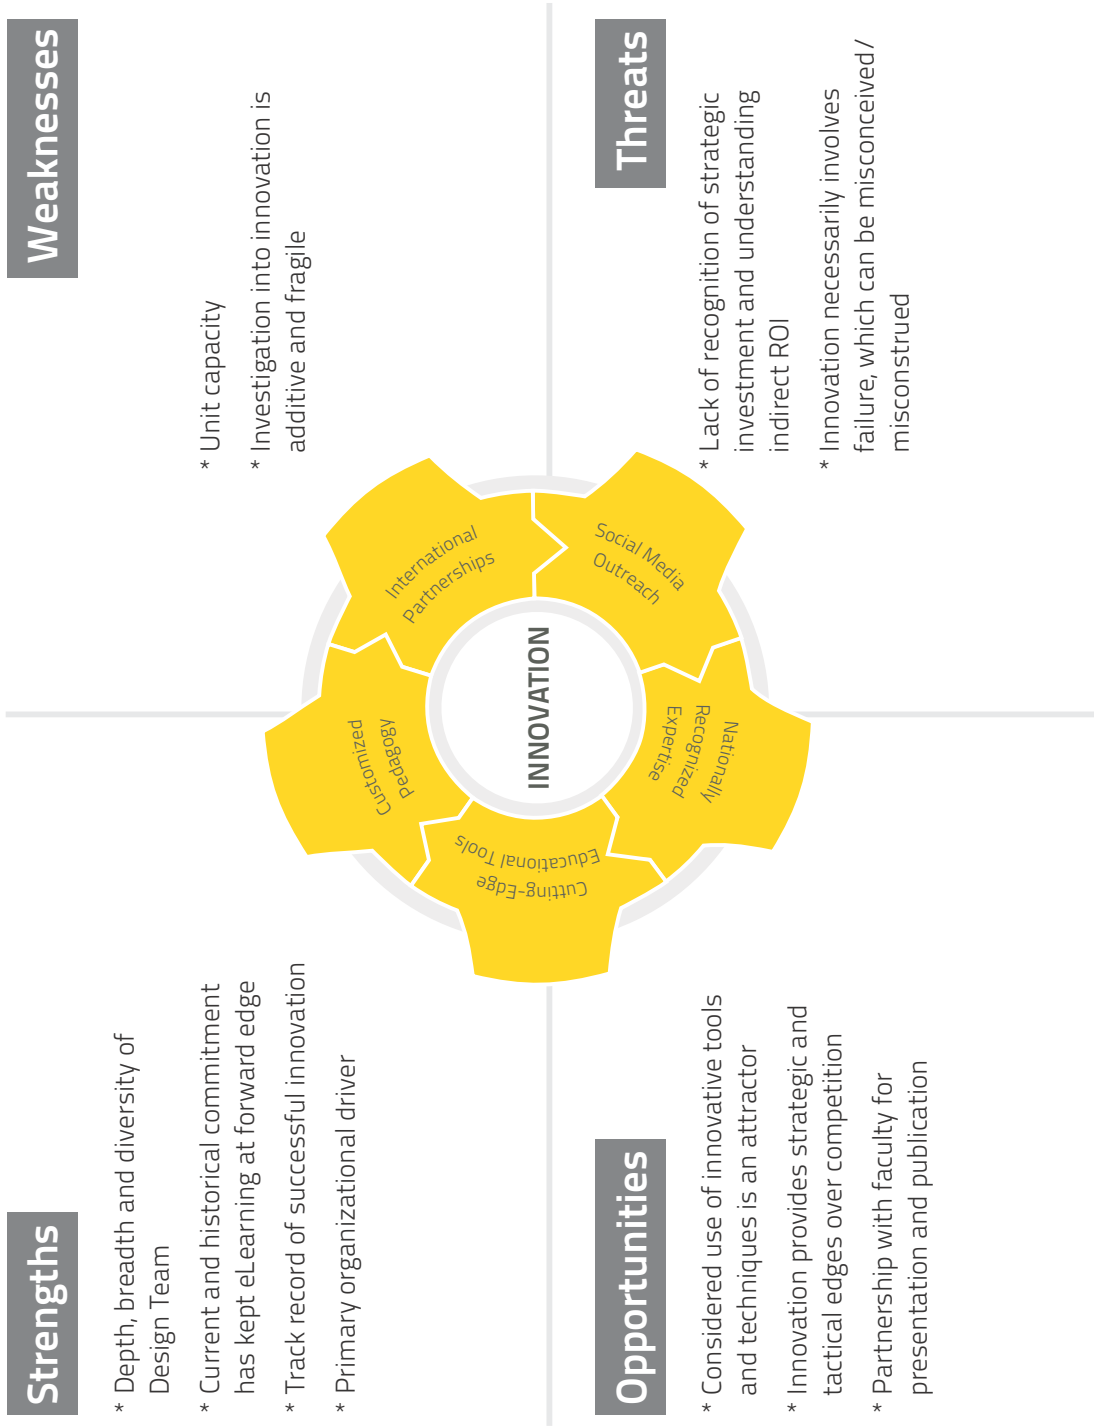 Strengths
* Depth, breadth and diversity of
Design Team
* Current and historical commitment
has kept eLearning at forward edge
* Track record of successful innovation
* Primary organizational driver
Weaknesses
* Unit capacity
* Investigation into innovation is
additive and fragile
Customized
Pedagogy
International
Partnerships
Cutting-Edge
Educational Tools
INNOVATION
Social Media
Outreach
Nationally
Recognized
Expertise
Opportunities
* Considered use of innovative tools
and techniques is an attractor
* Innovation provides strategic and
tactical edges over competition
* Partnership with faculty for
presentation and publication
Threats
* Lack of recognition of strategic
investment and understanding
indirect ROI
* Innovation necessarily involves
failure, which can be misconceived/
misconstrued